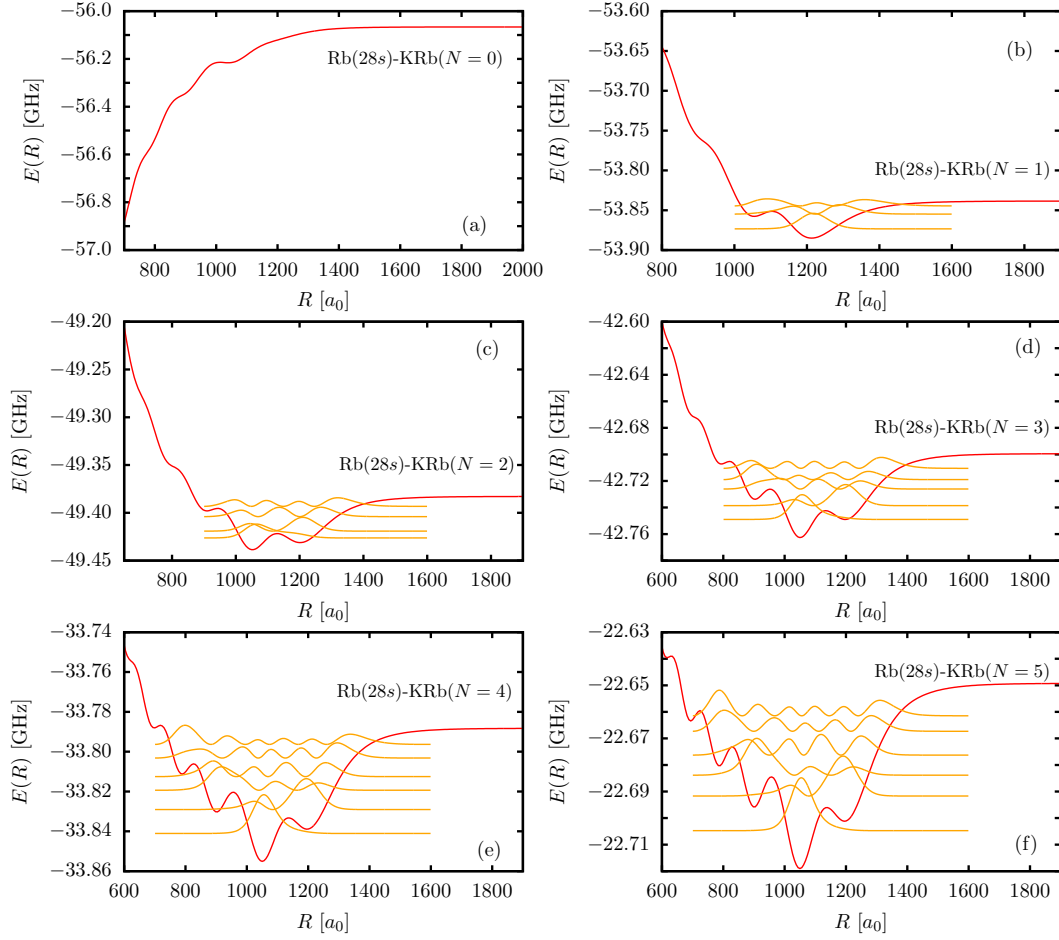 −56.0
−56.2
−56.4
−56.6
−56.8
−57.0
E(R) [GHz]
800 1000 1200 1400 1600 1800 2000
R [a₀]
Rb(28s)-KRb(N = 0)
(a)
−53.60
−53.65
−53.70
−53.75
−53.80
−53.85
−53.90
E(R) [GHz]
800 1000 1200 1400 1600 1800
R [a₀]
(b)
Rb(28s)-KRb(N = 1)
−49.20
−49.25
−49.30
−49.35
−49.40
−49.45
E(R) [GHz]
800 1000 1200 1400 1600 1800
R [a₀]
(c)
Rb(28s)-KRb(N = 2)
−42.60
−42.64
−42.68
−42.72
−42.76
E(R) [GHz]
600 800 1000 1200 1400 1600 1800
R [a₀]
(d)
Rb(28s)-KRb(N = 3)
−33.74
−33.76
−33.78
−33.80
−33.82
−33.84
−33.86
E(R) [GHz]
600 800 1000 1200 1400 1600 1800
R [a₀]
Rb(28s)-KRb(N = 4)
(e)
−22.63
−22.65
−22.67
−22.69
−22.71
E(R) [GHz]
600 800 1000 1200 1400 1600 1800
R [a₀]
Rb(28s)-KRb(N = 5)
(f)